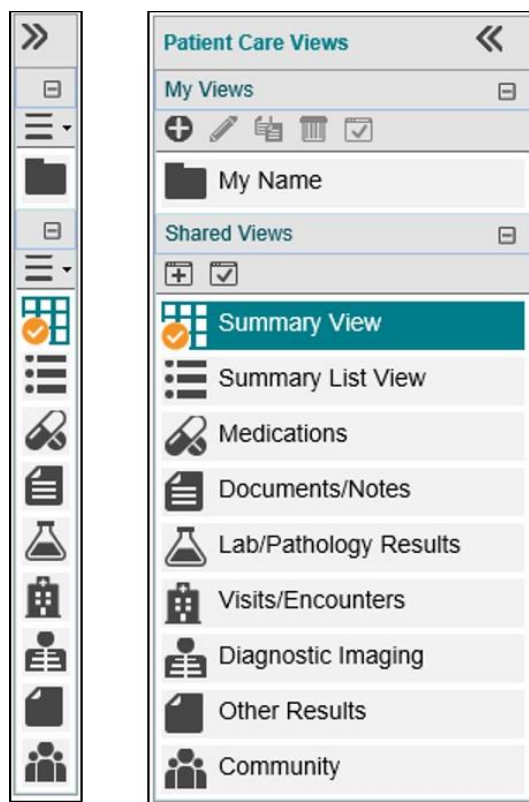 Patient Care Views
My Views
My Name
Shared Views
Summary View
Summary List View
Medications
Documents/Notes
Lab/Pathology Results
Visits/Encounters
Diagnostic Imaging
Other Results
Community